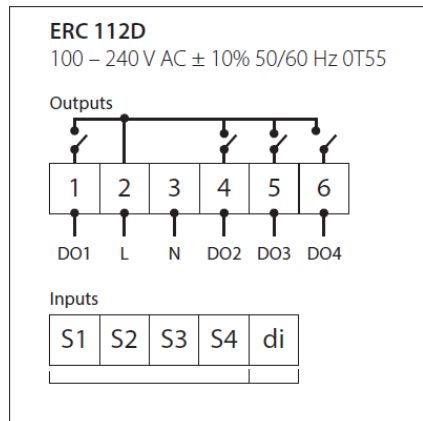 ERC 112D
100 – 240 V AC ± 10% 50/60 Hz 0T55
Outputs
1 2 3 4 5 6
DO1 L N DO2 DO3 DO4
Inputs
S1 S2 S3 S4 di